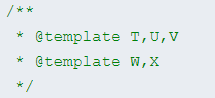 /**
 * @template T,U,V
 * @template W,X
 */